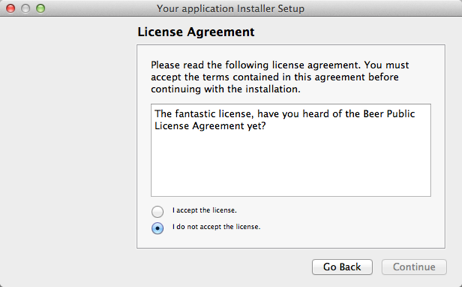 Your application Installer Setup
License Agreement
Please read the following license agreement. You must
accept the terms contained in this agreement before
continuing with the installation.
The fantastic license, have you heard of the Beer Public
License Agreement yet?
I accept the license.
I do not accept the license.
Go Back
Continue